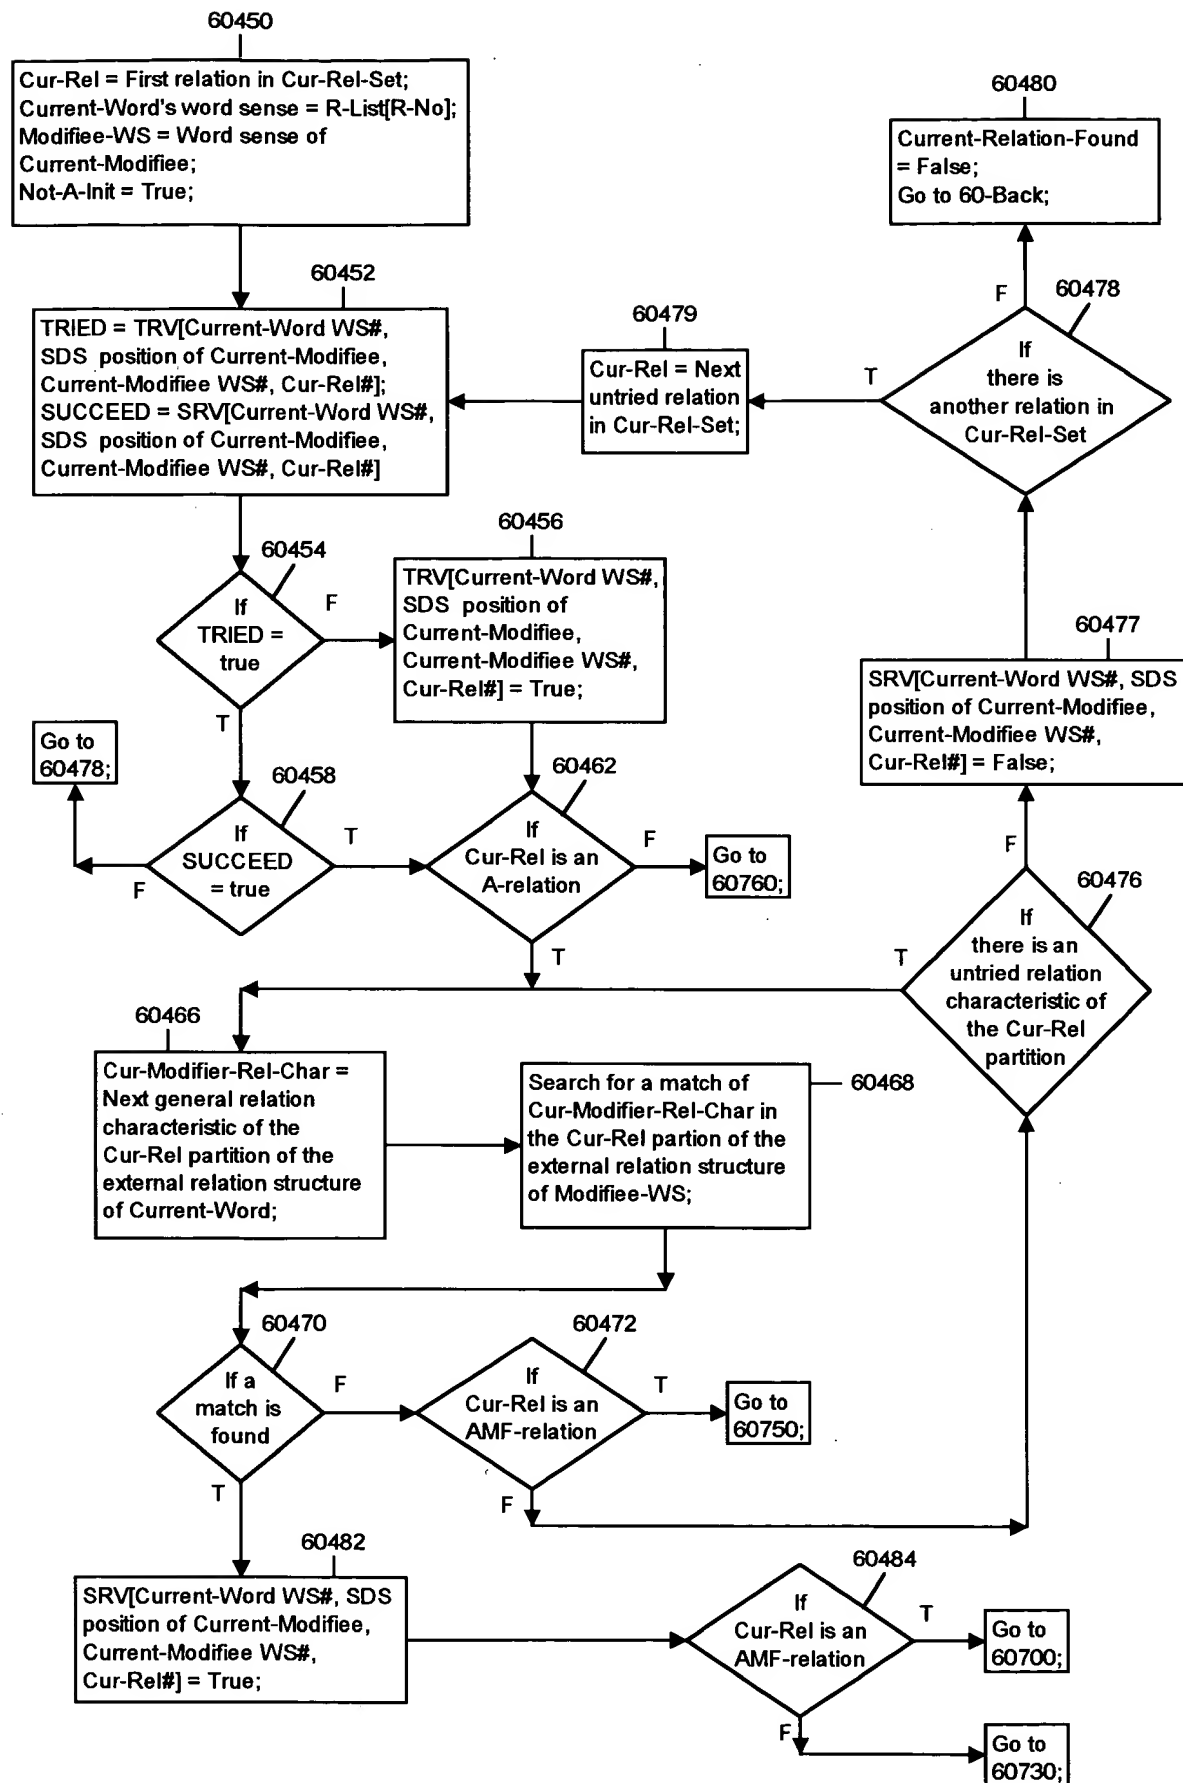 60450
Cur-Rel = First relation in Cur-Rel-Set;
Current-Word's word sense = R-List[R-No];
Modifiee-WS = Word sense of
Current-Modifiee;
Not-A-Init = True;
60480
Current-Relation-Found
= False;
Go to 60-Back;
60452
TRIED = TRV[Current-Word WS#,
SDS position of Current-Modifiee,
Current-Modifiee WS#, Cur-Rel#];
SUCCEED = SRV[Current-Word WS#,
SDS position of Current-Modifiee,
Current-Modifiee WS#, Cur-Rel#]
60479
Cur-Rel = Next
untried relation
in Cur-Rel-Set;
T
F
60478
If
there is
another relation in
Cur-Rel-Set
60454
If
TRIED =
true
F
T
60456
TRV[Current-Word WS#,
SDS position of
Current-Modifiee,
Current-Modifiee WS#,
Cur-Rel#] = True;
60477
SRV[Current-Word WS#, SDS
position of Current-Modifiee,
Current-Modifiee WS#,
Cur-Rel#] = False;
Go to
60478;
60458
If
SUCCEED
= true
F
T
60462
If
Cur-Rel is an
A-relation
F
T
Go to
60760;
F
60476
If
there is an
untried relation
characteristic of
the Cur-Rel
partition
T
60466
Cur-Modifier-Rel-Char =
Next general relation
characteristic of the
Cur-Rel partition of the
external relation structure
of Current-Word;
60468
Search for a match of
Cur-Modifier-Rel-Char in
the Cur-Rel partion of the
external relation structure
of Modifiee-WS;
60470
If a
match is
found
F
T
60472
If
Cur-Rel is an
AMF-relation
T
F
Go to
60750;
60482
SRV[Current-Word WS#, SDS
position of Current-Modifiee,
Current-Modifiee WS#,
Cur-Rel#] = True;
60484
If
Cur-Rel is an
AMF-relation
T
F
Go to
60700;
Go to
60730;